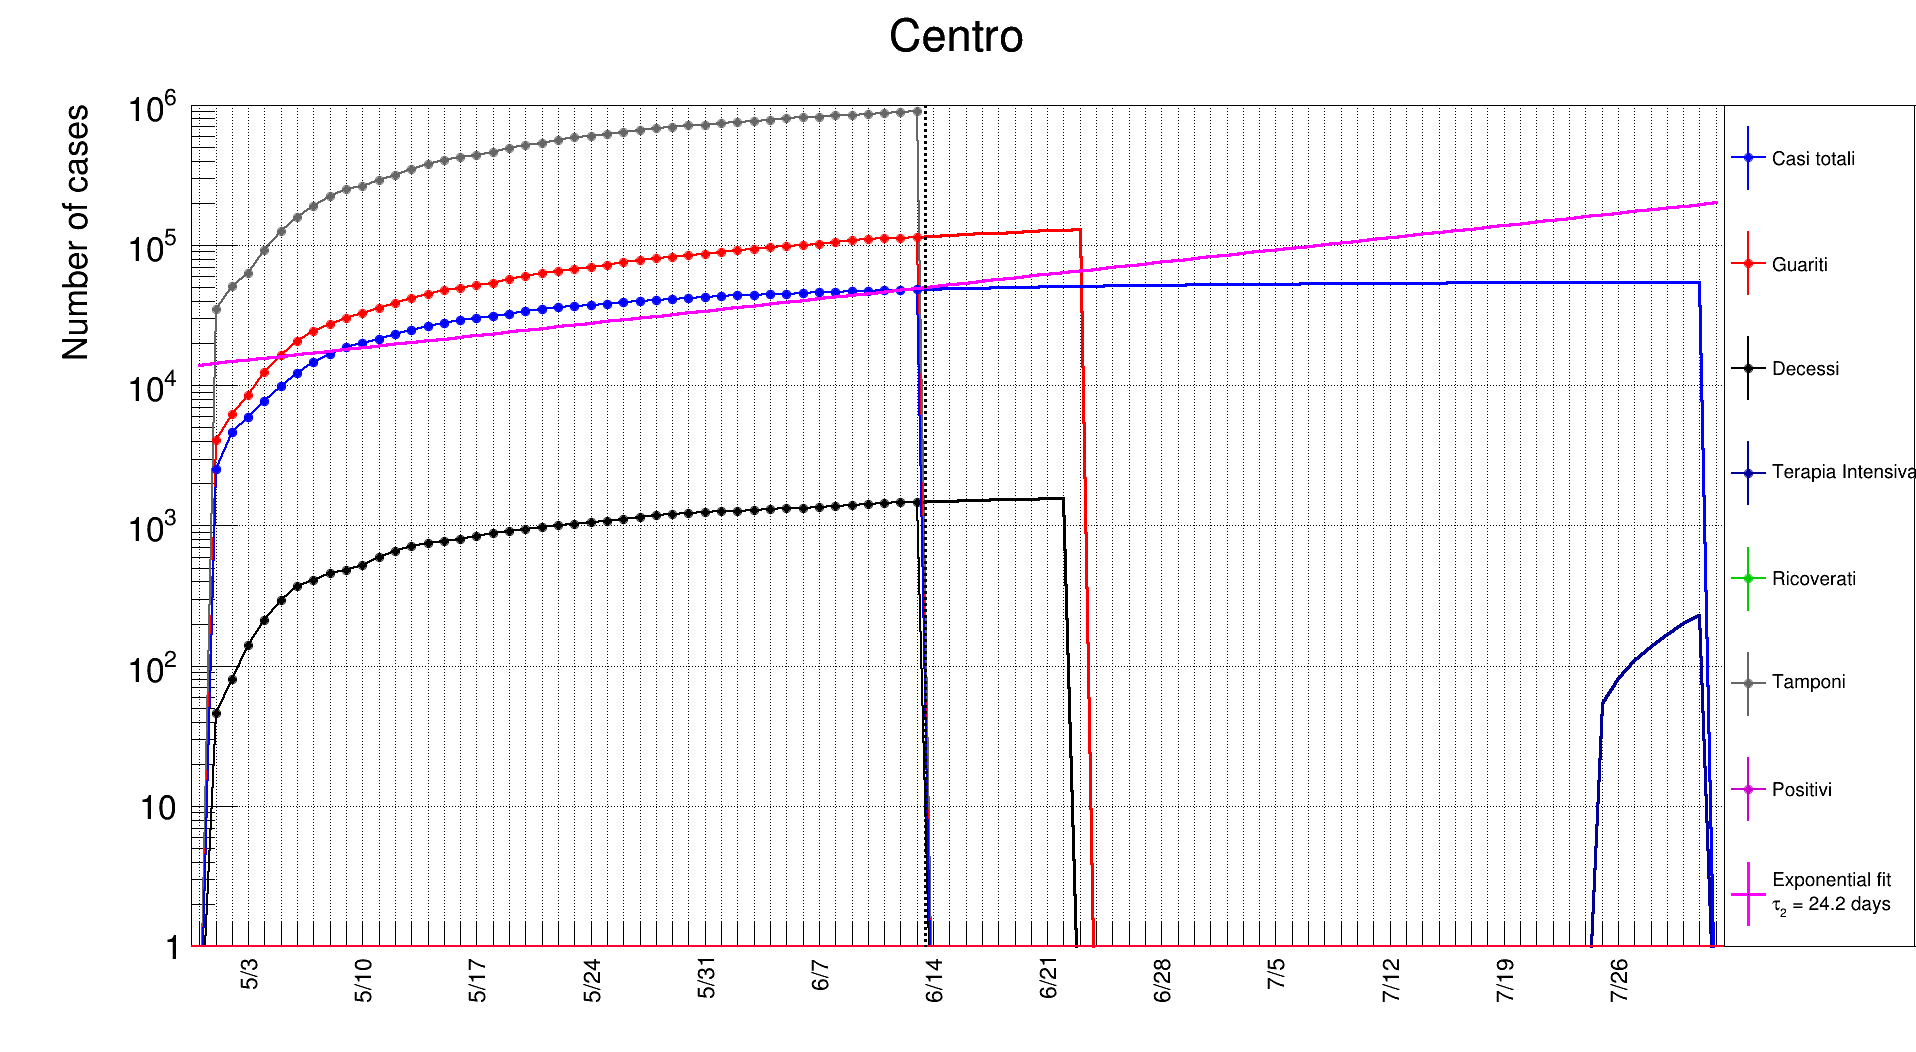 Centro
Number of cases
10^6
10^5
10^4
10^3
10^2
10
1
5/3
5/10
5/17
5/24
5/31
6/7
6/14
6/21
6/28
7/5
7/12
7/19
7/26
Casi totali
Guariti
Decessi
Terapia Intensiva
Ricoverati
Tamponi
Positivi
Exponential fit
τ₂ = 24.2 days